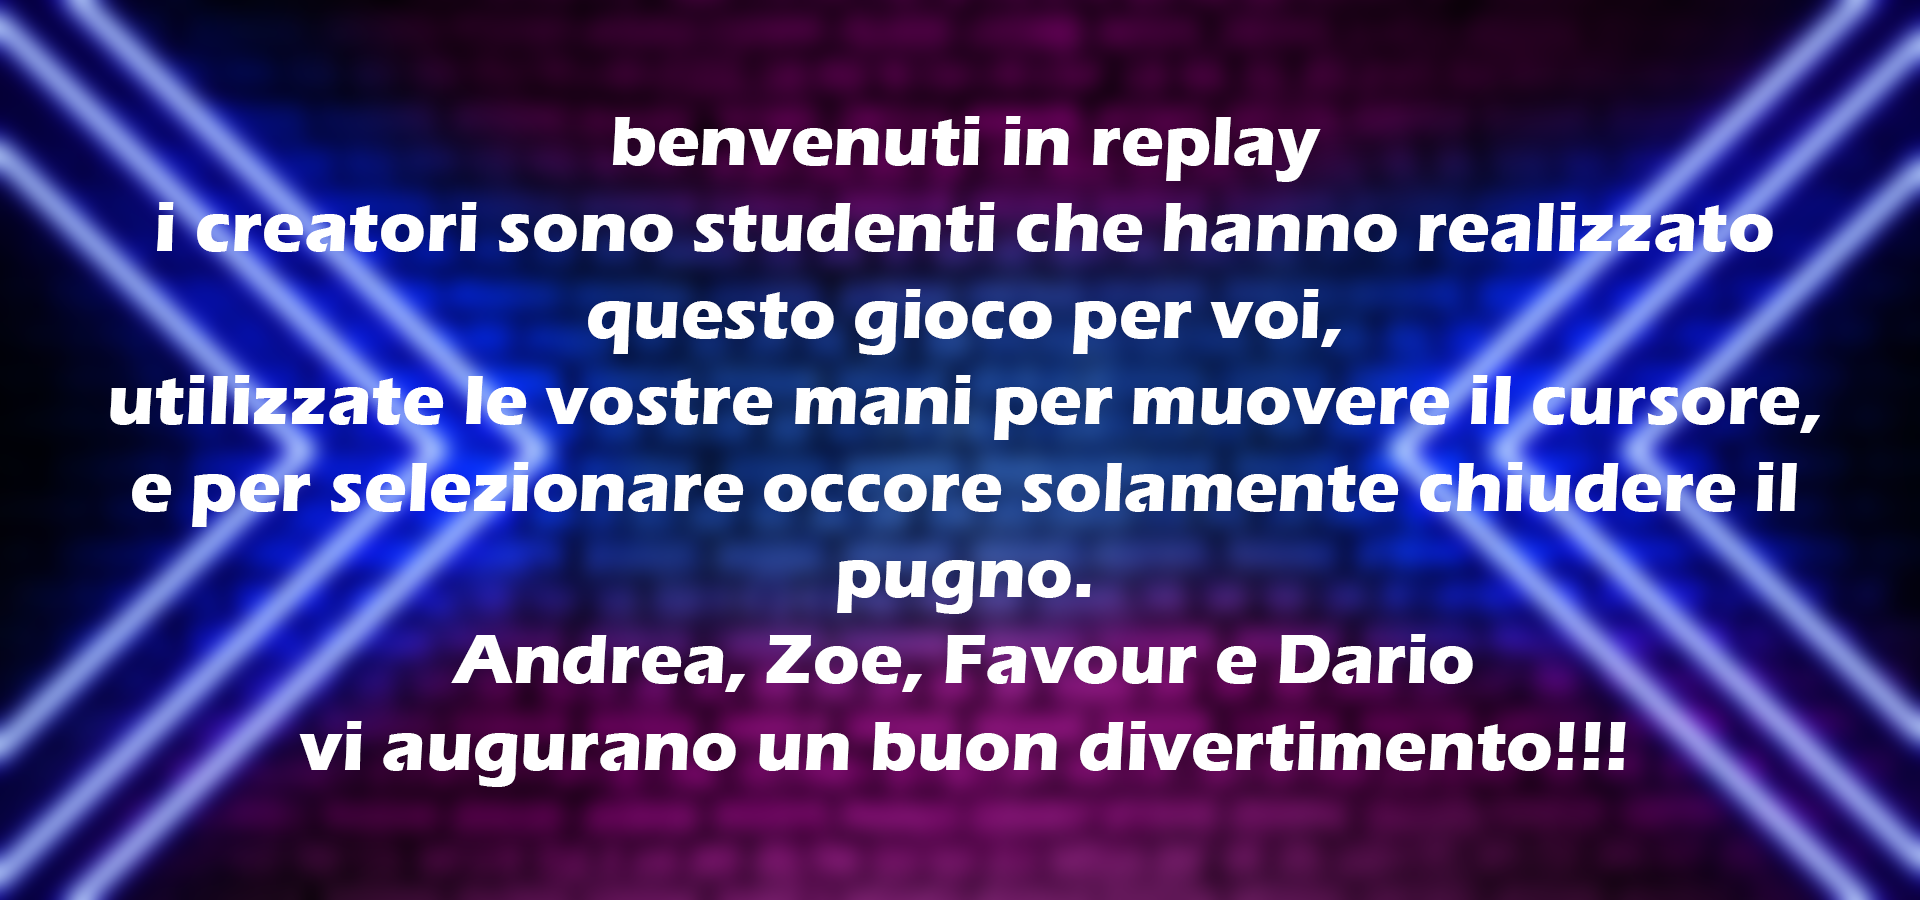 benvenuti in replay
i creatori sono studenti che hanno realizzato
questo gioco per voi,
utilizzate le vostre mani per muovere il cursore,
e per selezionare occore solamente chiudere il
pugno.
Andrea, Zoe, Favour e Dario
vi augurano un buon divertimento!!!